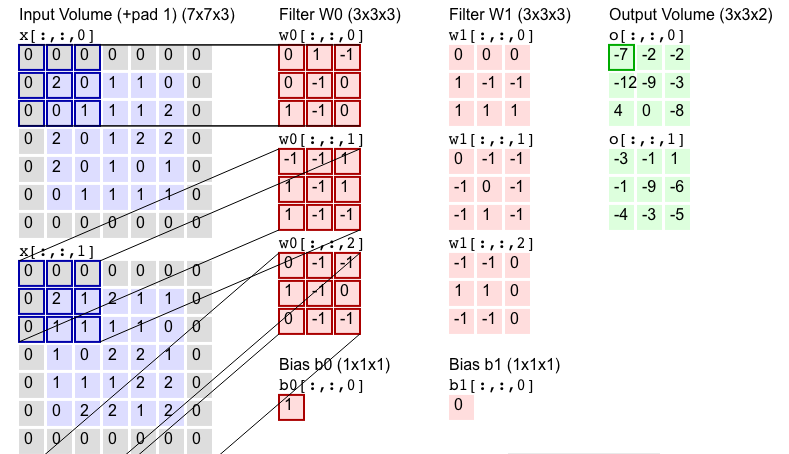 Input Volume (+pad 1) (7x7x3)
x[:,:,0]
0 0 0 0 0 0 0
0 2 0 1 1 0 0
0 0 1 1 1 2 0
0 2 0 1 2 2 0
0 2 0 1 0 1 0
0 0 1 1 1 1 0
0 0 0 0 0 0 0
x[:,:,1]
0 0 0 0 0 0 0
0 2 1 2 1 1 0
0 1 1 1 1 0 0
0 1 0 2 2 1 0
0 1 1 1 2 2 0
0 0 2 2 1 2 0
0 0 0 0 0 0 0
Filter W0 (3x3x3)
w0[:,:,0]
0 1 -1
0 -1 0
1 -1 0
w0[:,:,1]
-1 -1 1
1 -1 1
1 -1 -1
w0[:,:,2]
0 -1 -1
1 -1 0
0 -1 -1
Bias b0 (1x1x1)
b0[:,:,0]
1
Filter W1 (3x3x3)
w1[:,:,0]
0 0 0
1 -1 -1
1 1 1
w1[:,:,1]
0 -1 -1
-1 0 -1
-1 1 -1
w1[:,:,2]
-1 -1 0
1 1 0
-1 -1 0
Bias b1 (1x1x1)
b1[:,:,0]
0
Output Volume (3x3x2)
o[:,:,0]
-7 -2 -2
-12 -9 -3
4 0 -8
o[:,:,1]
-3 -1 1
-1 -9 -6
-4 -3 -5